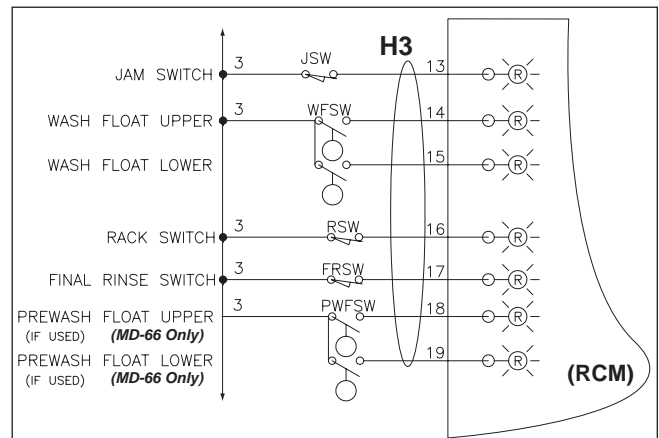 H3
JAM SWITCH 3 JSW 13 R
WASH FLOAT UPPER 3 WFSW 14 R
WASH FLOAT LOWER 15 R
RACK SWITCH 3 RSW 16 R
FINAL RINSE SWITCH 3 FRSW 17 R
PREWASH FLOAT UPPER 3 PWFSW 18 R
(IF USED) (MD-66 Only)
PREWASH FLOAT LOWER 19 R
(IF USED) (MD-66 Only)
(RCM)